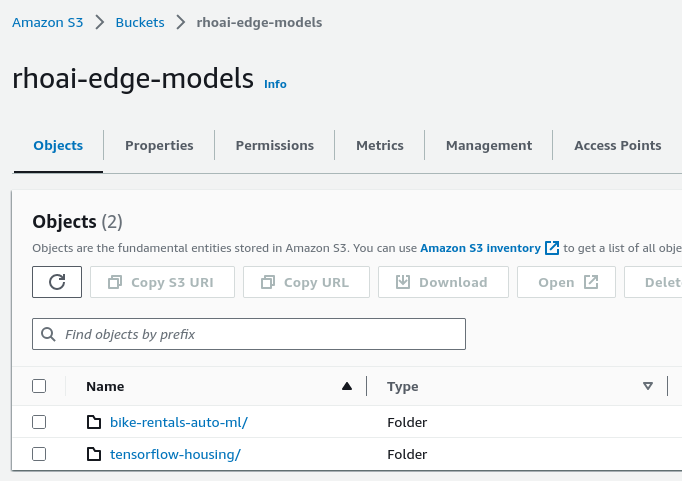 Amazon S3 > Buckets > rhoai-edge-models
rhoai-edge-models Info
Objects Properties Permissions Metrics Management Access Points
Objects (2)
Objects are the fundamental entities stored in Amazon S3. You can use Amazon S3 inventory to get a list of all obje
Copy S3 URI Copy URL Download Open Delet
Find objects by prefix
Name Type
bike-rentals-auto-ml/ Folder
tensorflow-housing/ Folder